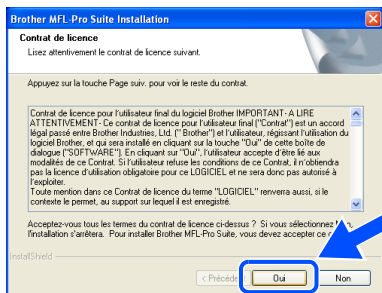 Brother MFL-Pro Suite Installation
Contrat de licence
Lisez attentivement le contrat de licence suivant.
Appuyez sur la touche Page suiv. pour voir le reste du contrat.
Contrat de licence pour l'utilisateur final du logiciel Brother IMPORTANT - A LIRE
ATTENTIVEMENT - Ce contrat de licence pour l'utilisateur final ("Contrat") est un accord
légal passé entre Brother Industries, Ltd. (" Brother") et l'utilisateur, régissant l'utilisation du
logiciel Brother, et qui sera installé en cliquant sur la touche "Oui" de cette boîte de
dialogue ("SOFTWARE"). En cliquant sur "Oui", l'utilisateur accepte d'être lié aux
modalités de ce Contrat. Si l'utilisateur refuse les conditions de ce Contrat, il n'obtiendra
pas la licence d'utilisation obligatoire pour ce LOGICIEL et ne sera donc pas autorisé à
l'exploiter.
Toute mention dans ce Contrat de licence du terme "LOGICIEL" renverra aussi, si le
contexte le permet, au support sur lequel il est enregistré.
Acceptez-vous tous les termes du contrat de licence ci-dessus ? Si vous sélectionnez
l'installation s'arrêtera. Pour installer Brother MFL-Pro Suite, vous devez accepter ce
InstallShield
< Précéde
Oui
Non